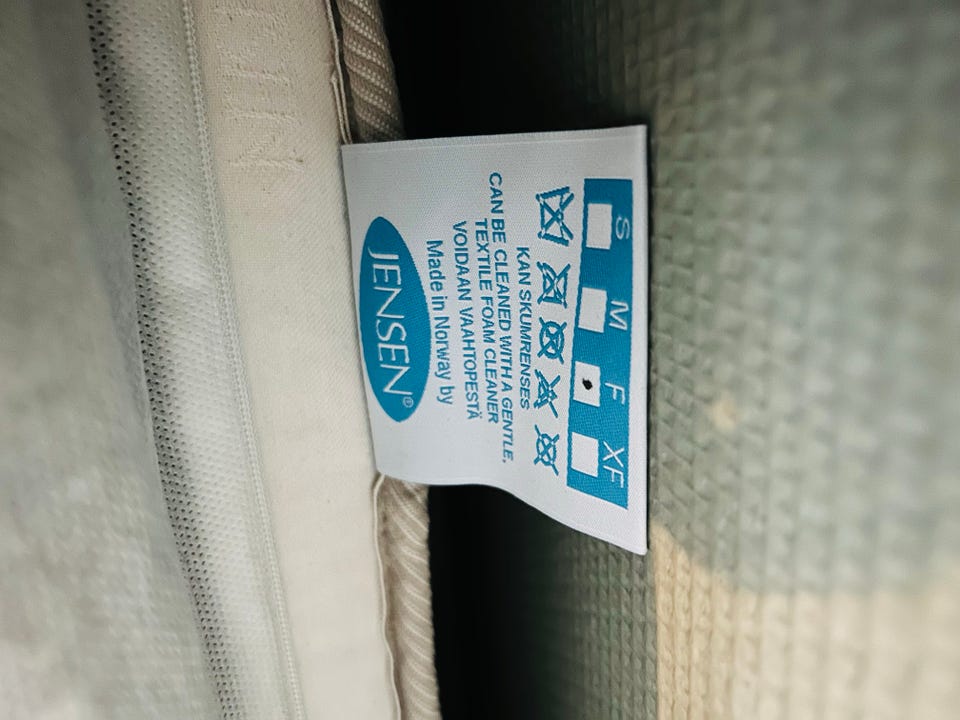 S M F XF
KAN SKUMRENSES
CAN BE CLEANED WITH A GENTLE,
TEXTILE FOAM CLEANER
VOIDAAN VAAHTOPESTÄ
Made in Norway by
JENSEN®